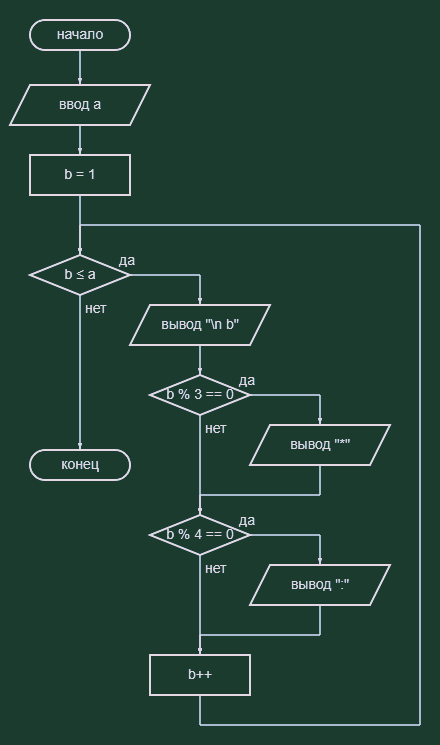 начало
ввод a
b = 1
b ≤ a
да
нет
вывод "\n b"
b % 3 == 0
да
нет
вывод "*"
конец
b % 4 == 0
да
нет
вывод ":"
b++